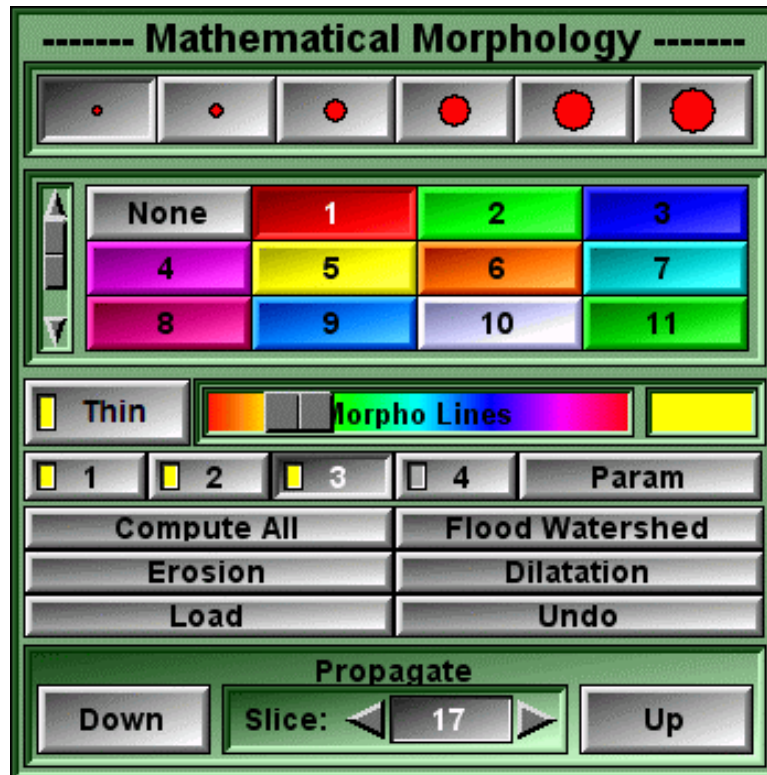 ------- Mathematical Morphology -------
None 1 2 3
4 5 6 7
8 9 10 11
Thin Morpho Lines
1 2 3 4 Param
Compute All Flood Watershed
Erosion Dilatation
Load Undo
Propagate
Down Slice: 17 Up